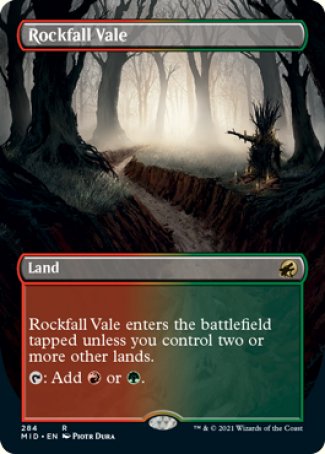 Rockfall Vale
Land
Rockfall Vale enters the battlefield
tapped unless you control two or
more other lands.
: Add or .
284 R
MID • EN Piotr Dura
™ & © 2021 Wizards of the Coast